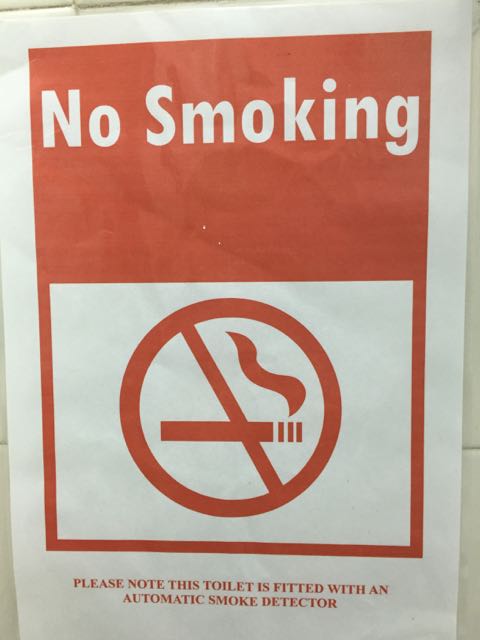 No Smoking
PLEASE NOTE THIS TOILET IS FITTED WITH AN
AUTOMATIC SMOKE DETECTOR